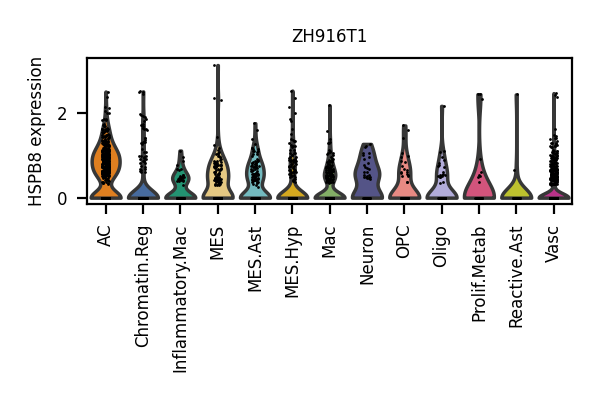 ZH916T1
HSPB8 expression
2
0
AC
Chromatin.Reg
Inflammatory.Mac
MES
MES.Ast
MES.Hyp
Mac
Neuron
OPC
Oligo
Prolif.Metab
Reactive.Ast
Vasc